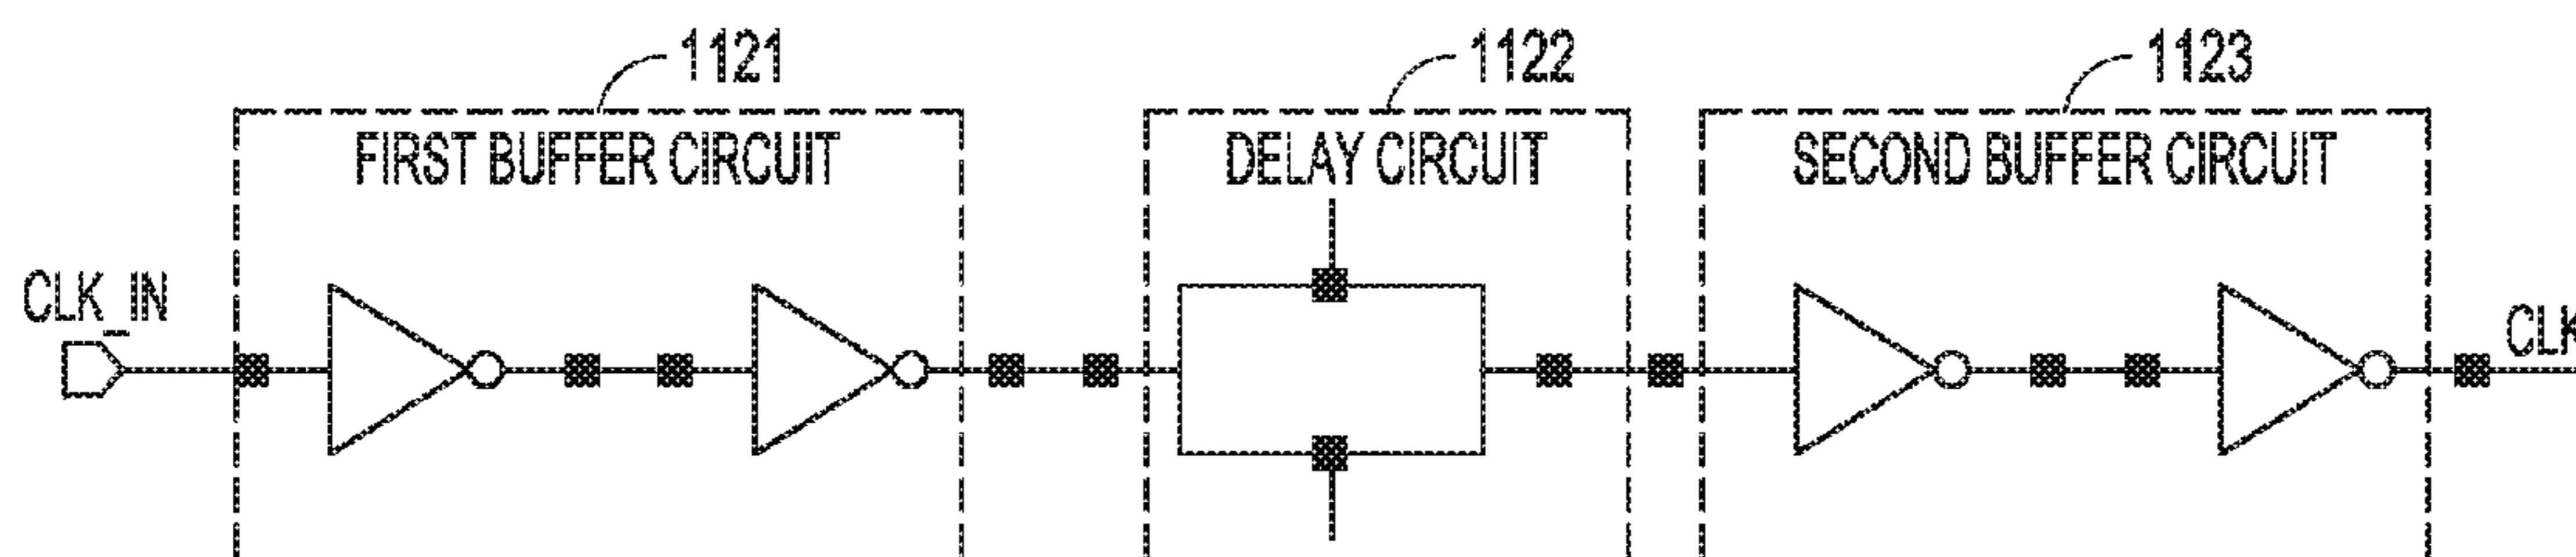 1121
1122
1123
FIRST BUFFER CIRCUIT
DELAY CIRCUIT
SECOND BUFFER CIRCUIT
CLK_IN